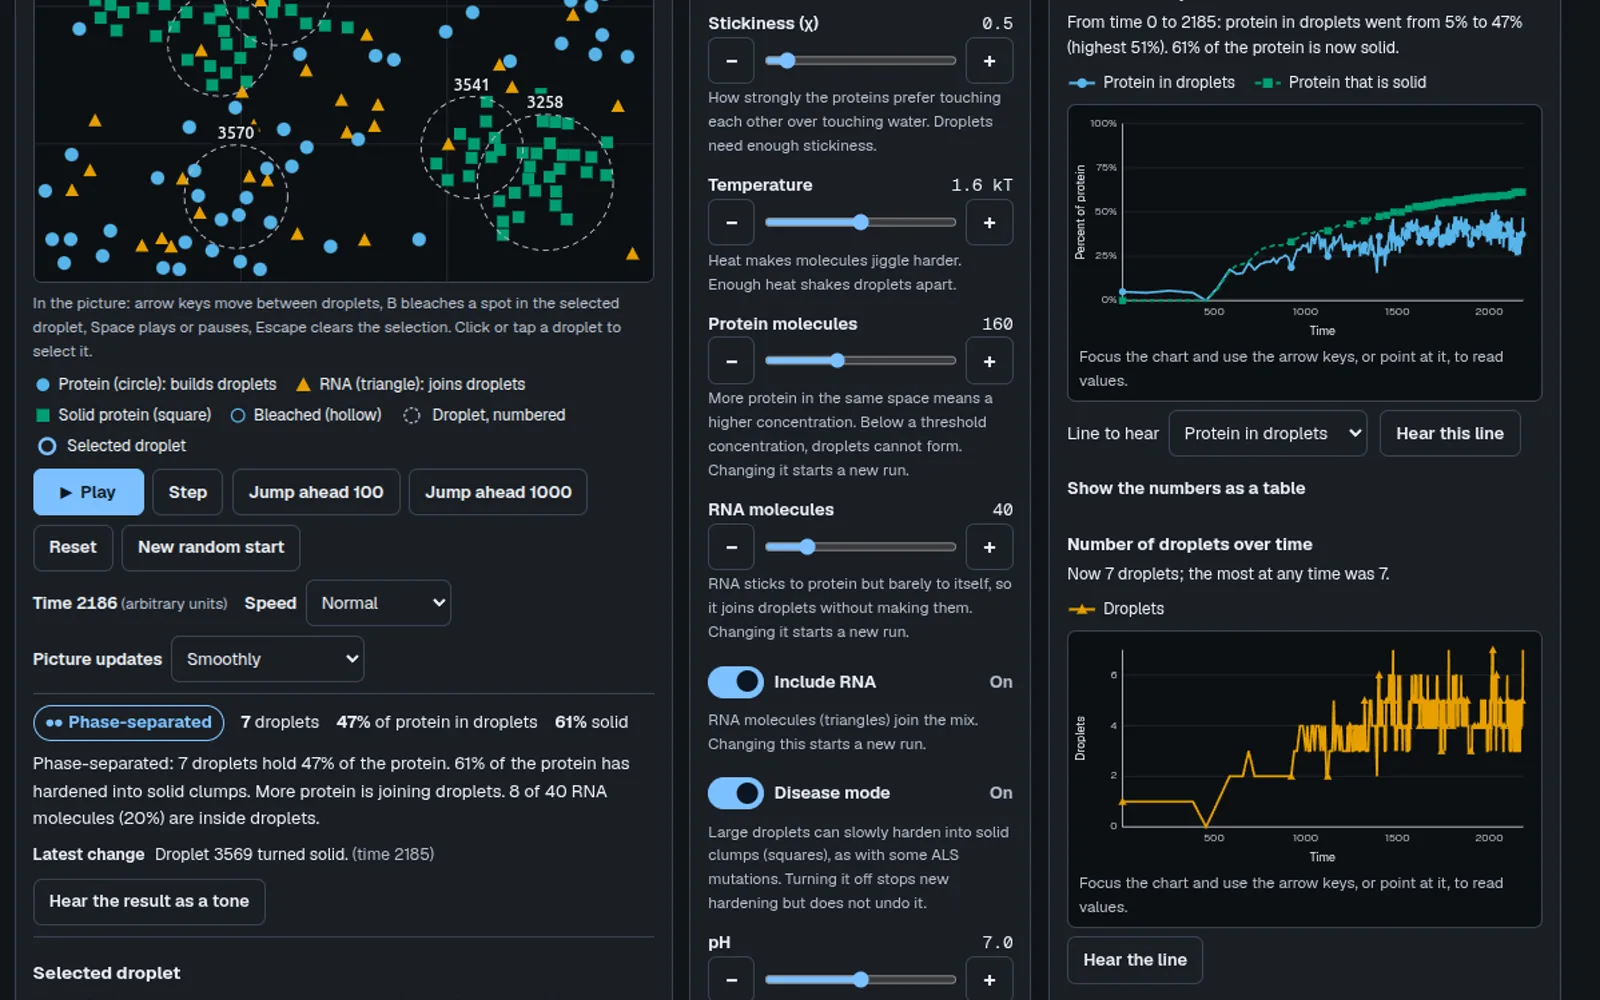 3541
3258
3570
In the picture: arrow keys move between droplets, B bleaches a spot in the selected
droplet, Space plays or pauses, Escape clears the selection. Click or tap a droplet to
select it.
Protein (circle): builds droplets
RNA (triangle): joins droplets
Solid protein (square)
Bleached (hollow)
Droplet, numbered
Selected droplet
▶ Play
Step
Jump ahead 100
Jump ahead 1000
Reset
New random start
Time 2186 (arbitrary units)
Speed
Normal
Picture updates
Smoothly
Phase-separated
7 droplets
47% of protein in droplets
61% solid
Phase-separated: 7 droplets hold 47% of the protein. 61% of the protein has
hardened into solid clumps. More protein is joining droplets. 8 of 40 RNA
molecules (20%) are inside droplets.
Latest change Droplet 3569 turned solid. (time 2185)
Hear the result as a tone
Selected droplet
Stickiness (χ)
0.5
−
+
How strongly the proteins prefer touching
each other over touching water. Droplets
need enough stickiness.
Temperature
1.6 kT
−
+
Heat makes molecules jiggle harder.
Enough heat shakes droplets apart.
Protein molecules
160
−
+
More protein in the same space means a
higher concentration. Below a threshold
concentration, droplets cannot form.
Changing it starts a new run.
RNA molecules
40
−
+
RNA sticks to protein but barely to itself, so
it joins droplets without making them.
Changing it starts a new run.
Include RNA
On
RNA molecules (triangles) join the mix.
Changing this starts a new run.
Disease mode
On
Large droplets can slowly harden into solid
clumps (squares), as with some ALS
mutations. Turning it off stops new
hardening but does not undo it.
pH
7.0
−
+
From time 0 to 2185: protein in droplets went from 5% to 47%
(highest 51%). 61% of the protein is now solid.
Protein in droplets
Protein that is solid
100%
75%
50%
25%
0%
Percent of protein
500
1000
1500
2000
Time
Focus the chart and use the arrow keys, or point at it, to read
values.
Line to hear
Protein in droplets
Hear this line
Show the numbers as a table
Number of droplets over time
Now 7 droplets; the most at any time was 7.
Droplets
6
4
2
0
Droplets
500
1000
1500
2000
Time
Focus the chart and use the arrow keys, or point at it, to read
values.
Hear the line